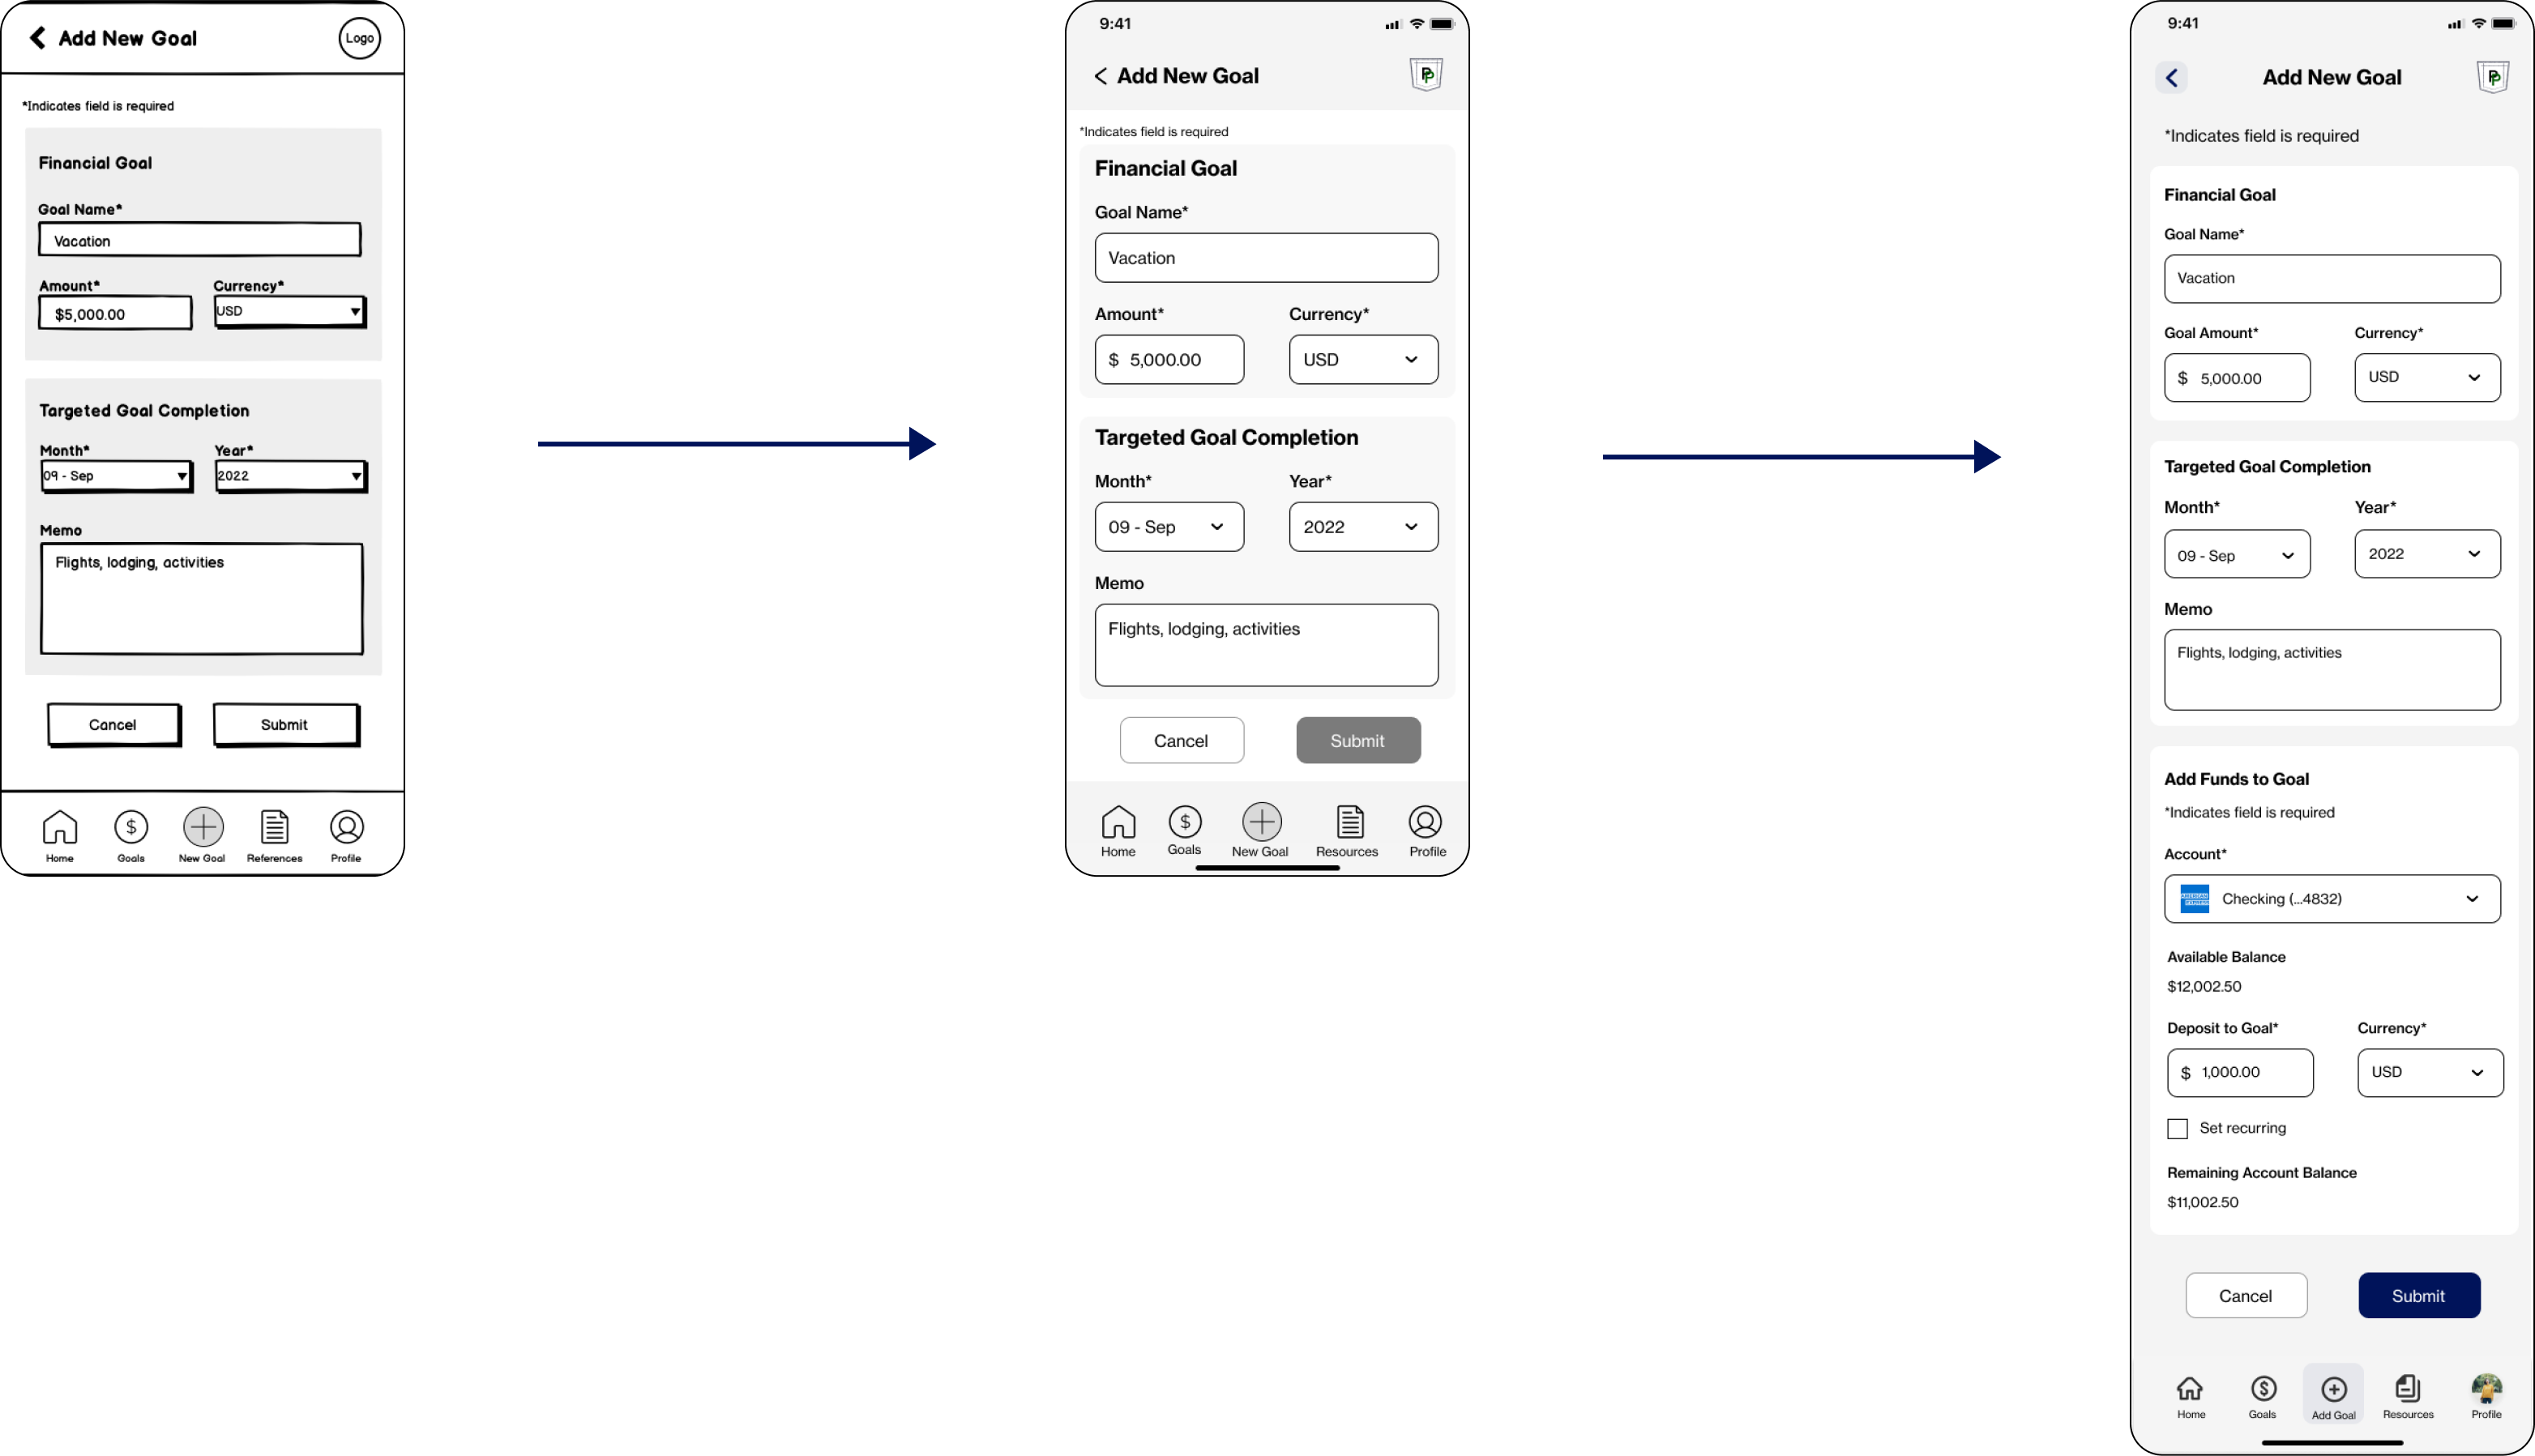 Add New Goal
Logo
*Indicates field is required
Financial Goal
Goal Name*
Vacation
Amount* Currency*
$5,000.00 USD
Targeted Goal Completion
Month* Year*
09 - Sep 2022
Memo
Flights, lodging, activities
Cancel Submit
Home Goals New Goal References Profile
9:41
Add New Goal
*Indicates field is required
Financial Goal
Goal Name*
Vacation
Amount* Currency*
$ 5,000.00 USD
Targeted Goal Completion
Month* Year*
09 - Sep 2022
Memo
Flights, lodging, activities
Cancel Submit
Home Goals New Goal Resources Profile
9:41
Add New Goal
*Indicates field is required
Financial Goal
Goal Name*
Vacation
Goal Amount* Currency*
$ 5,000.00 USD
Targeted Goal Completion
Month* Year*
09 - Sep 2022
Memo
Flights, lodging, activities
Add Funds to Goal
*Indicates field is required
Account*
AMERICAN EXPRESS Checking (...4832)
Available Balance
$12,002.50
Deposit to Goal* Currency*
$ 1,000.00 USD
Set recurring
Remaining Account Balance
$11,002.50
Cancel Submit
Home Goals Add Goal Resources Profile